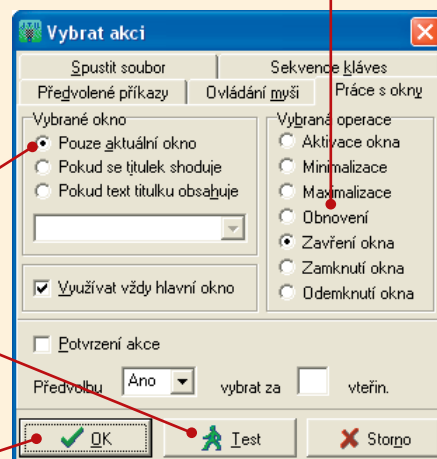 Vybrat akci
Spustit soubor Sekvence kláves
Předvolené příkazy Ovládání myši Práce s okny
Vybrané okno
Pouze aktuální okno
Pokud se titulek shoduje
Pokud text titulku obsahuje
Využívat vždy hlavní okno
Vybraná operace
Aktivace okna
Minimalizace
Maximalizace
Obnovení
Zavření okna
Zamknutí okna
Odemknutí okna
Potvrzení akce
Předvolbu Ano vybrat za vteřin.
OK Test Storno